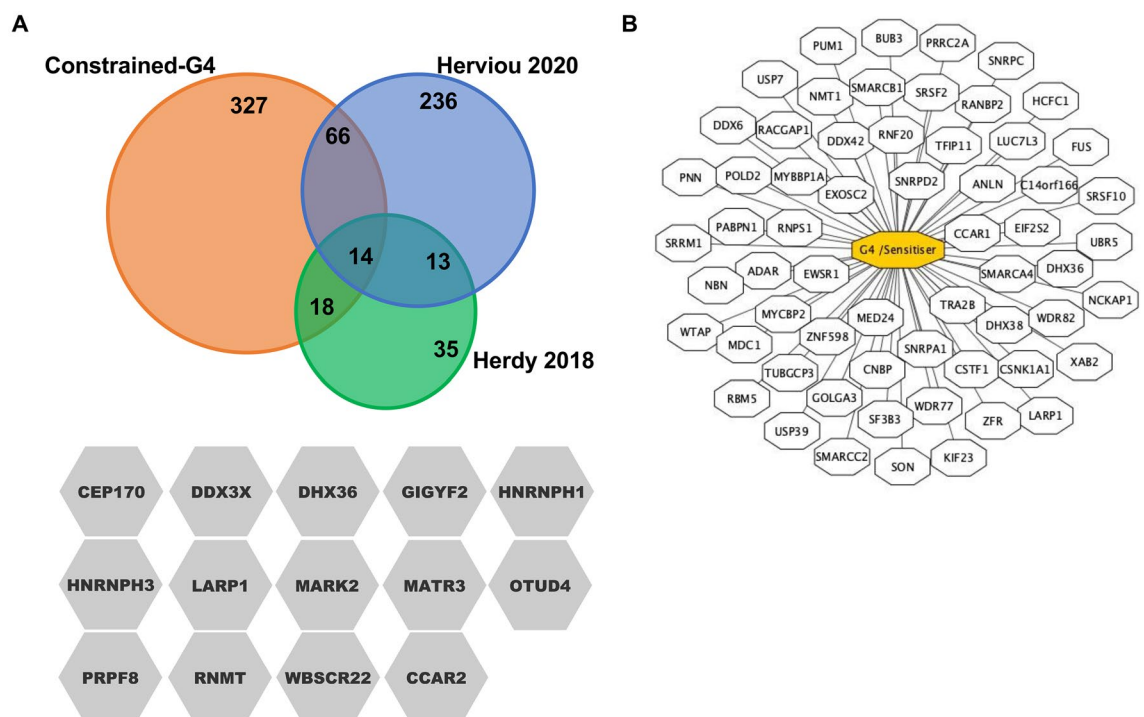 A
Constrained-G4
Herviou 2020
327
236
66
14
13
18
35
Herdy 2018
CEP170 DDX3X DHX36 GIGYF2 HNRNPH1
HNRNPH3 LARP1 MARK2 MATR3 OTUD4
PRPF8 RNMT WBSCR22 CCAR2
B
PUM1 BUB3 PRRC2A
SNRPC
USP7 NMT1 SMARCB1 SRSF2 RANBP2 HCFC1
DDX6 RACGAP1 DDX42 RNF20 TFIP11 LUC7L3 FUS
PNN POLD2 MYBBP1A EXOSC2 SNRPD2 ANLN C14orf166 SRSF10
SRRM1 PABPN1 RNPS1 G4 /Sensitiser CCAR1 EIF2S2 UBR5
NBN ADAR EWSR1 SMARCA4 DHX36 NCKAP1
WTAP MDC1 MYCBP2 ZNF598 MED24 TRA2B DHX38 WDR82 XAB2
RBM5 TUBGCP3 GOLGA3 CNBP SNRPA1 CSTF1 CSNK1A1 LARP1
USP39 SF3B3 WDR77 ZFR
SMARCC2 SON KIF23